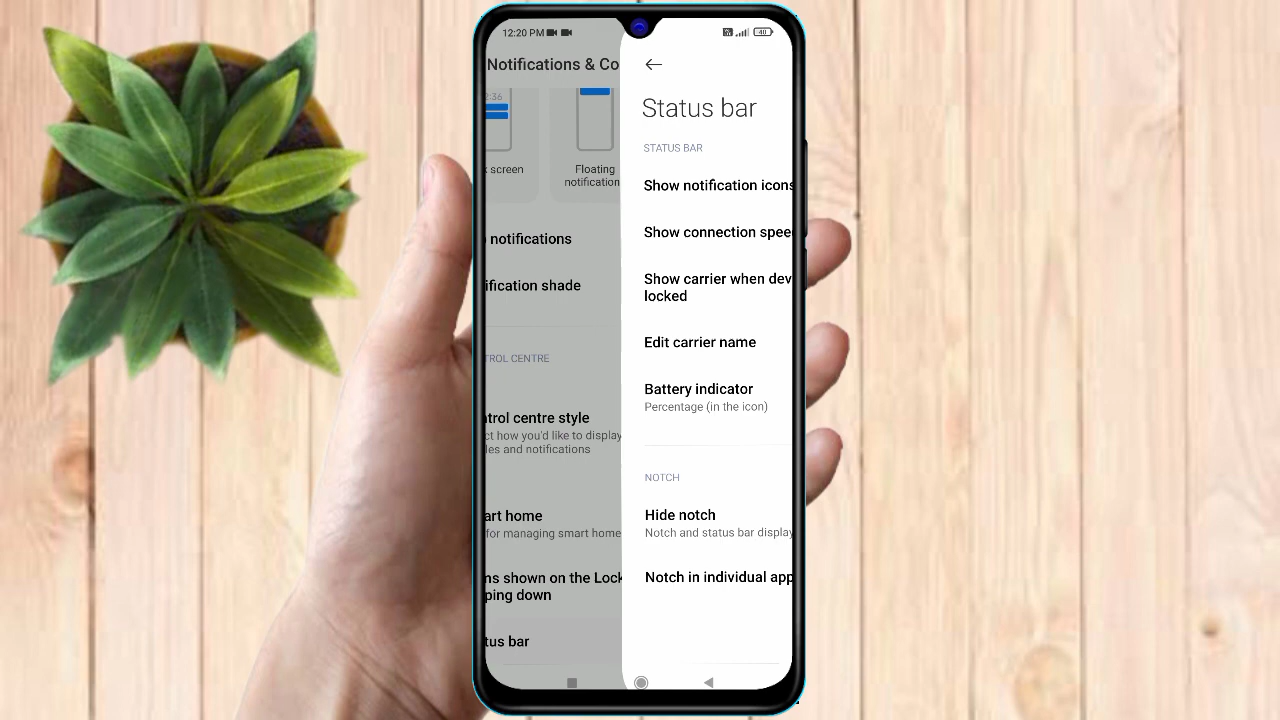 12:20 PM
40
Notifications & Co
:36
screen
Floating
notification
notifications
ification shade
TROL CENTRE
ntrol centre style
ct how you'd like to display
les and notifications
art home
for managing smart home
ns shown on the Lock
ping down
tus bar
Status bar
STATUS BAR
Show notification icons
Show connection spee
Show carrier when dev
locked
Edit carrier name
Battery indicator
Percentage (in the icon)
NOTCH
Hide notch
Notch and status bar display
Notch in individual app